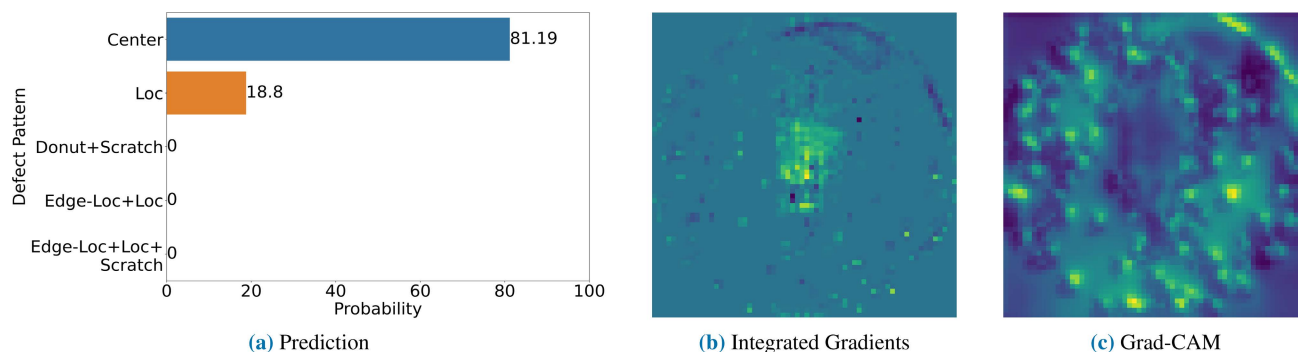 Defect Pattern
Center
81.19
Loc
18.8
Donut+Scratch
0
Edge-Loc+Loc
0
Edge-Loc+Loc+
Scratch
0
0 20 40 60 80 100
Probability
(a) Prediction
(b) Integrated Gradients
(c) Grad-CAM